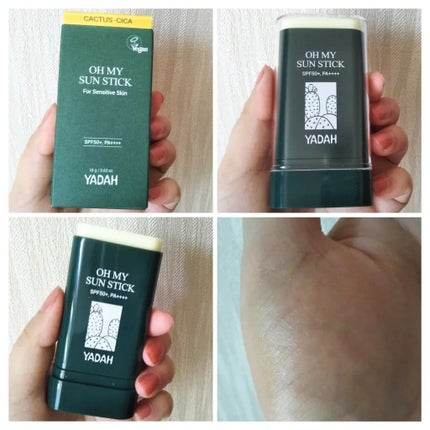 CACTUS-CICA
Vegan
OH MY
SUN STICK
For Sensitive Skin
SPF50+, PA++++
YADAH
OH MY
SUN STICK
SPF50+, PA++++
YADAH
OH MY
SUN STICK
SPF50+, PA++++
YADAH